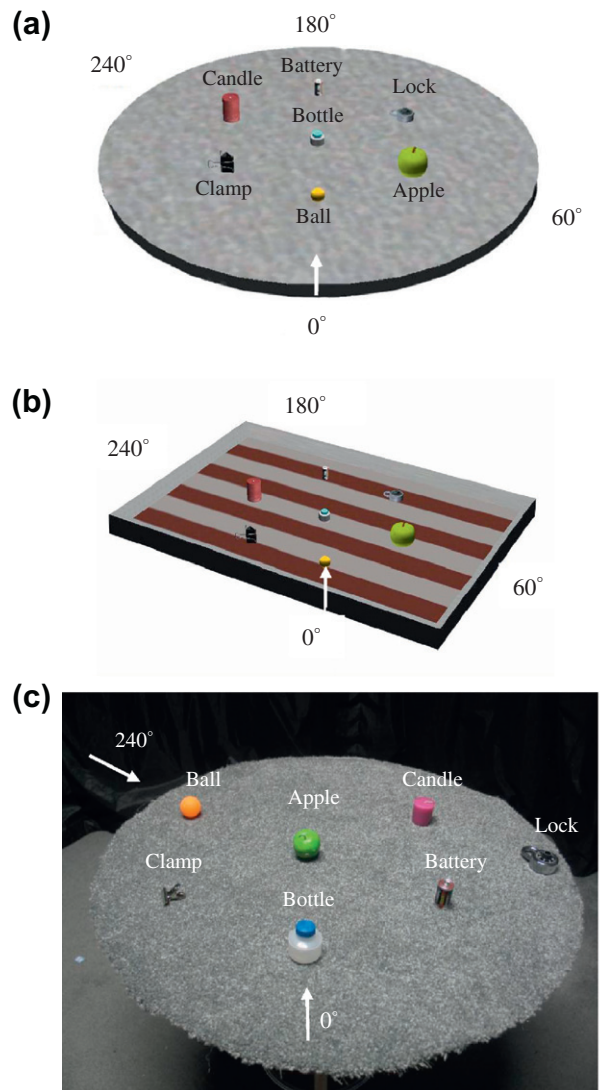 (a)
180°
240°
Candle
Battery
Lock
Bottle
Clamp
Apple
Ball
60°
0°
(b)
180°
240°
60°
0°
(c)
240°
Ball
Apple
Candle
Lock
Clamp
Battery
Bottle
0°